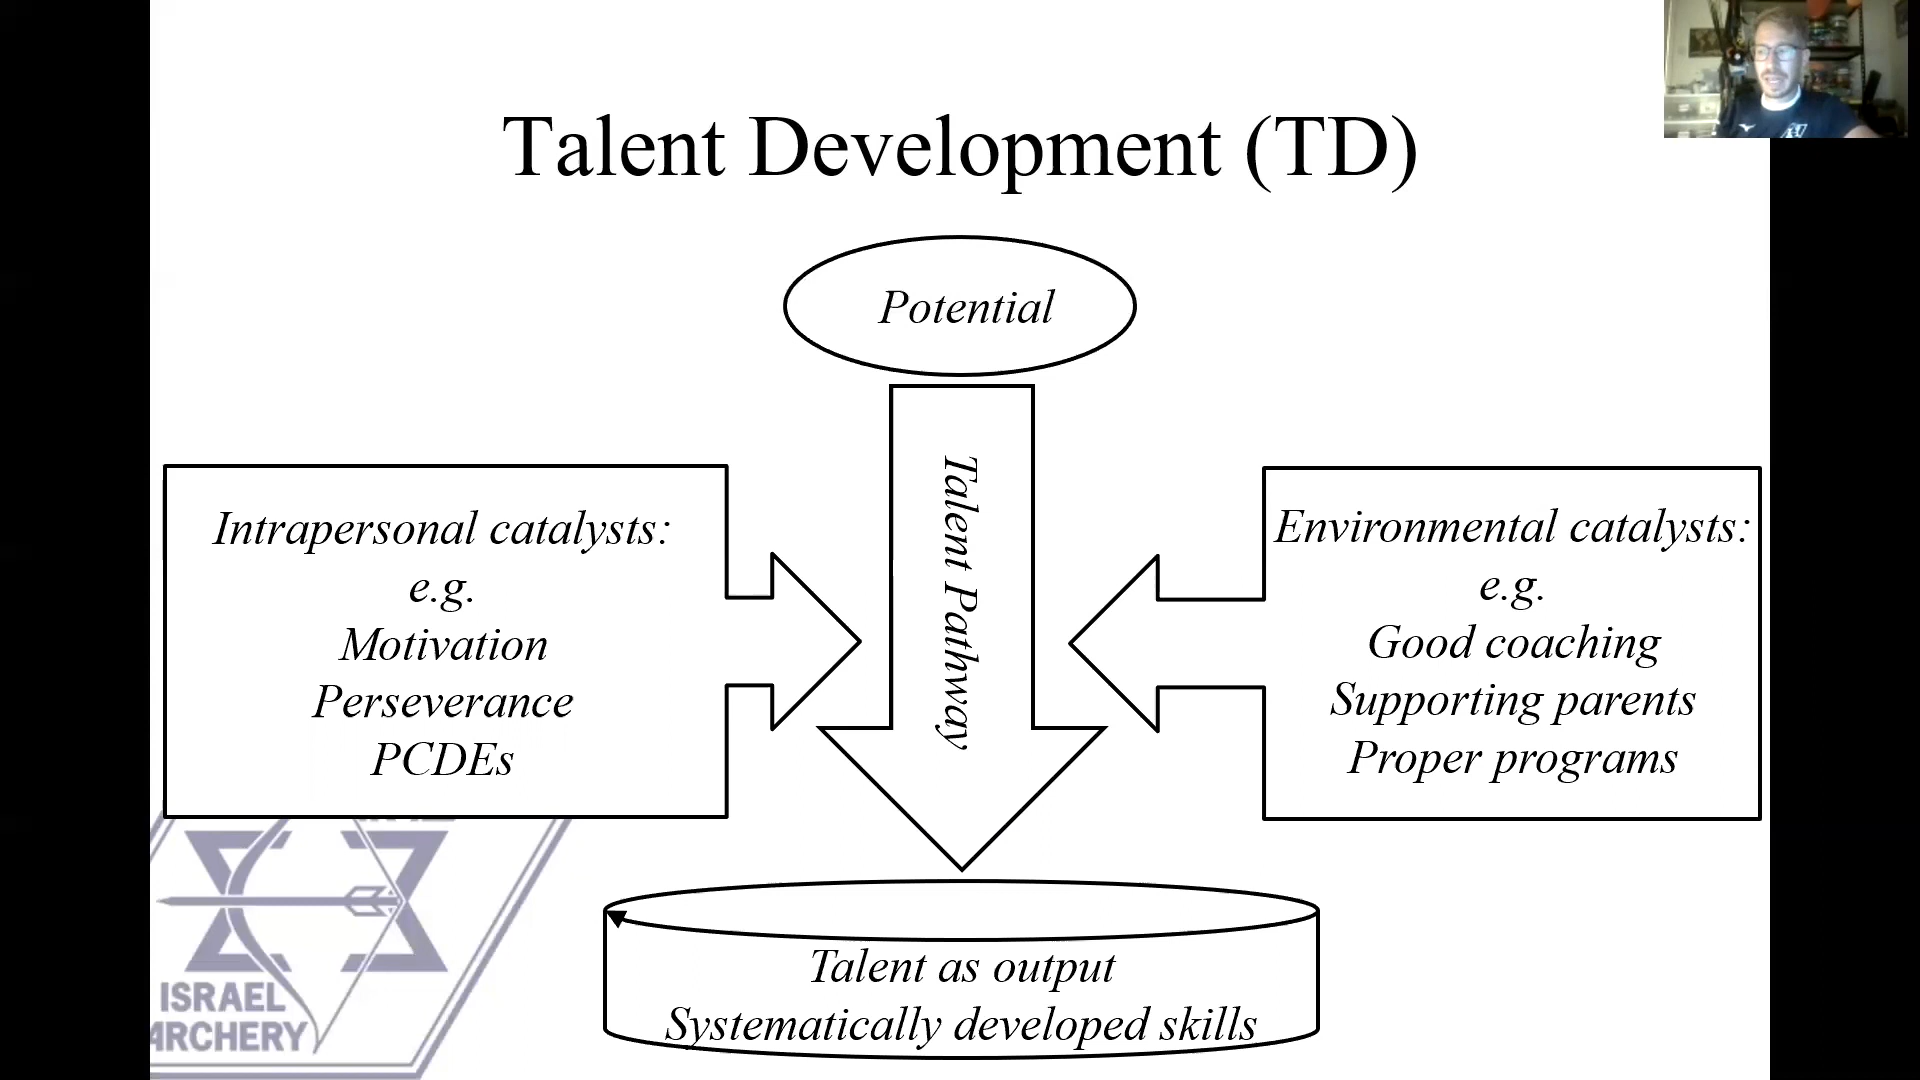 Talent Development (TD)
Potential
Talent Pathway
Intrapersonal catalysts:
e.g.
Motivation
Perseverance
PCDEs
Environmental catalysts:
e.g.
Good coaching
Supporting parents
Proper programs
Talent as output
Systematically developed skills
ISRAEL
ARCHERY